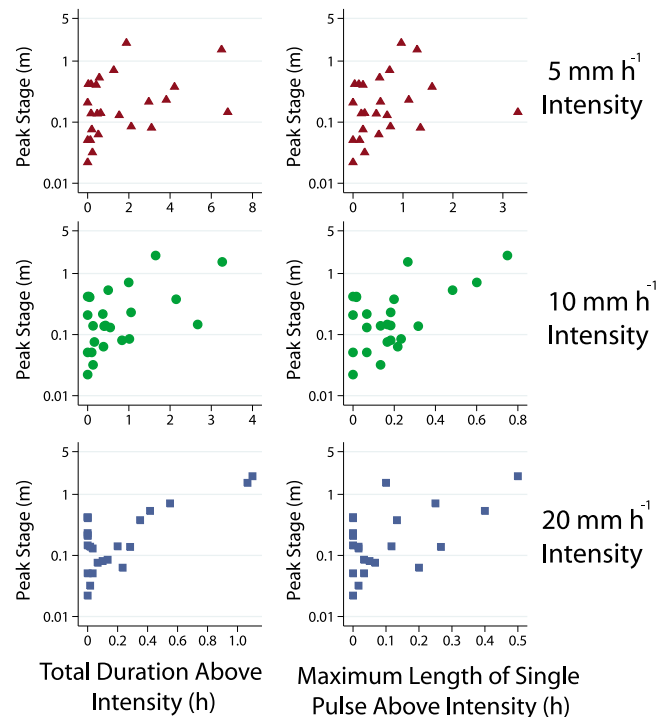 Peak Stage (m)
5
1
0.1
0.01
0 2 4 6 8
Peak Stage (m)
5
1
0.1
0.01
0 1 2 3
5 mm h-1
Intensity
Peak Stage (m)
5
1
0.1
0.01
0 1 2 3 4
Peak Stage (m)
5
1
0.1
0.01
0 0.2 0.4 0.6 0.8
10 mm h-1
Intensity
Peak Stage (m)
5
1
0.1
0.01
0 0.2 0.4 0.6 0.8 1.0
Peak Stage (m)
5
1
0.1
0.01
0 0.1 0.2 0.3 0.4 0.5
20 mm h-1
Intensity
Total Duration Above
Intensity (h)
Maximum Length of Single
Pulse Above Intensity (h)